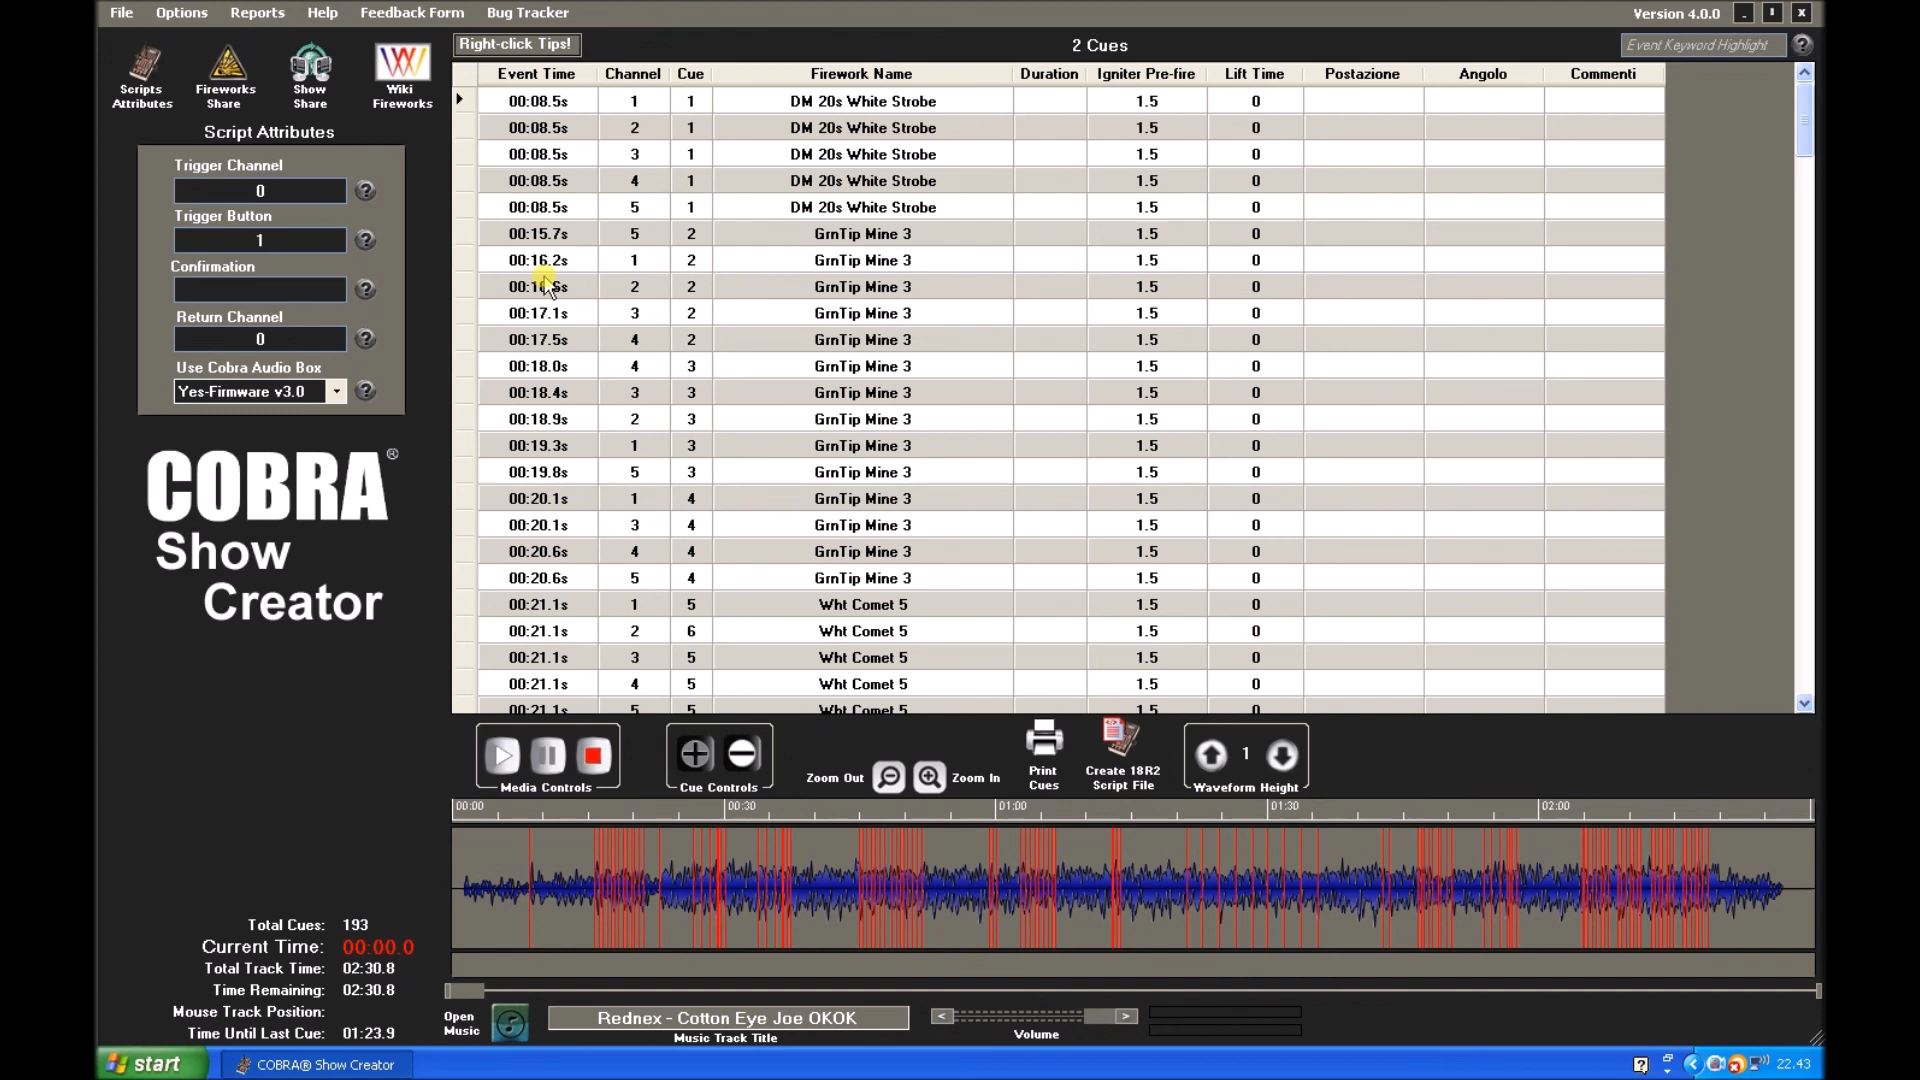 File Options Reports Help Feedback Form Bug Tracker Version 4.0.0
Right-click Tips! 2 Cues Event Keyword Highlight
Scripts Attributes
Fireworks Share
Show Share
Wiki Fireworks
Script Attributes
Trigger Channel
0
Trigger Button
1
Confirmation
Return Channel
0
Use Cobra Audio Box
Yes-Firmware v3.0
COBRA®
Show
Creator
Event Time Channel Cue Firework Name Duration Igniter Pre-fire Lift Time Postazione Angolo Commenti
00:08.5s 1 1 DM 20s White Strobe 1.5 0
00:08.5s 2 1 DM 20s White Strobe 1.5 0
00:08.5s 3 1 DM 20s White Strobe 1.5 0
00:08.5s 4 1 DM 20s White Strobe 1.5 0
00:08.5s 5 1 DM 20s White Strobe 1.5 0
00:15.7s 5 2 GrnTip Mine 3 1.5 0
00:16.2s 1 2 GrnTip Mine 3 1.5 0
2 2 GrnTip Mine 3 1.5 0
00:17.1s 3 2 GrnTip Mine 3 1.5 0
00:17.5s 4 2 GrnTip Mine 3 1.5 0
00:18.0s 4 3 GrnTip Mine 3 1.5 0
00:18.4s 3 3 GrnTip Mine 3 1.5 0
00:18.9s 2 3 GrnTip Mine 3 1.5 0
00:19.3s 1 3 GrnTip Mine 3 1.5 0
00:19.8s 5 3 GrnTip Mine 3 1.5 0
00:20.1s 1 4 GrnTip Mine 3 1.5 0
00:20.1s 3 4 GrnTip Mine 3 1.5 0
00:20.6s 4 4 GrnTip Mine 3 1.5 0
00:20.6s 5 4 GrnTip Mine 3 1.5 0
00:21.1s 1 5 Wht Comet 5 1.5 0
00:21.1s 2 6 Wht Comet 5 1.5 0
00:21.1s 3 5 Wht Comet 5 1.5 0
00:21.1s 4 5 Wht Comet 5 1.5 0
00:21.1s 5 5 Wht Comet 5 1.5 0
Media Controls
Cue Controls
Zoom Out Zoom In
Print Cues
Create 18R2 Script File
1
Waveform Height
00:00 00:30 01:00 01:30 02:00
Total Cues: 193
Current Time: 00:00.0
Total Track Time: 02:30.8
Time Remaining: 02:30.8
Mouse Track Position:
Time Until Last Cue: 01:23.9
Open Music
Rednex - Cotton Eye Joe OKOK
Music Track Title
< >
Volume
start COBRA® Show Creator 22.43